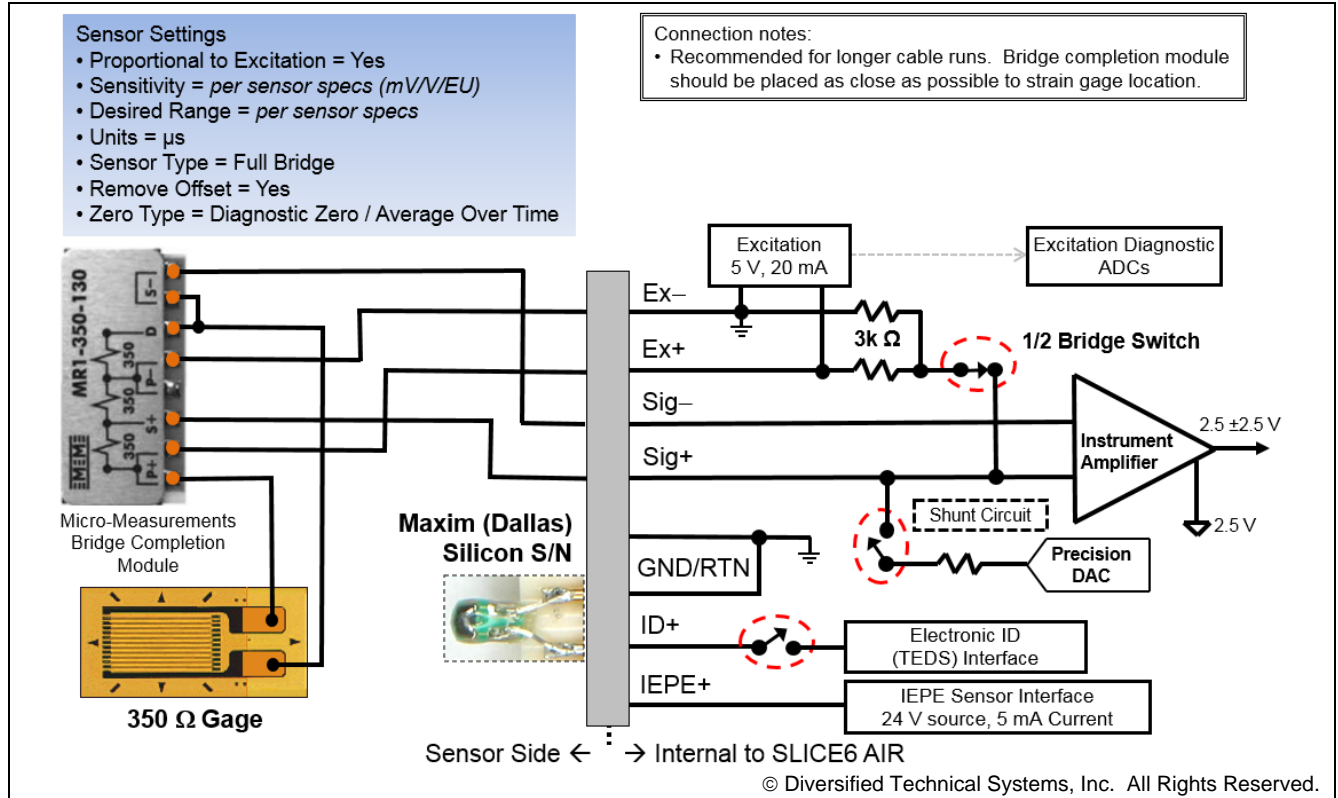 Sensor Settings
• Proportional to Excitation = Yes
• Sensitivity = per sensor specs (mV/V/EU)
• Desired Range = per sensor specs
• Units = µs
• Sensor Type = Full Bridge
• Remove Offset = Yes
• Zero Type = Diagnostic Zero / Average Over Time
Connection notes:
• Recommended for longer cable runs. Bridge completion module
should be placed as close as possible to strain gage location.
MR1-350-130
S−
D
350
P−
350
S+
350
P+
MM
Micro-Measurements
Bridge Completion
Module
350 Ω Gage
Maxim (Dallas)
Silicon S/N
Excitation
5 V, 20 mA
Excitation Diagnostic
ADCs
Ex−
3k Ω
Ex+
1/2 Bridge Switch
Sig−
Sig+
Instrument
Amplifier
2.5 ±2.5 V
2.5 V
Shunt Circuit
Precision
DAC
GND/RTN
ID+
Electronic ID
(TEDS) Interface
IEPE+
IEPE Sensor Interface
24 V source, 5 mA Current
Sensor Side ← → Internal to SLICE6 AIR
© Diversified Technical Systems, Inc. All Rights Reserved.